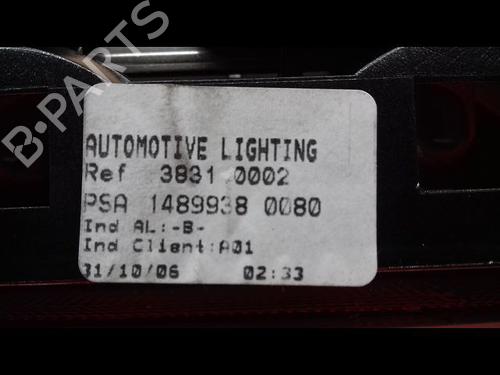 B-PARTS
AUTOMOTIVE LIGHTING
Ref 3831 0002
PSA 1489938 0080
Ind AL:-B-
Ind Client:A01
31/10/06 02:33